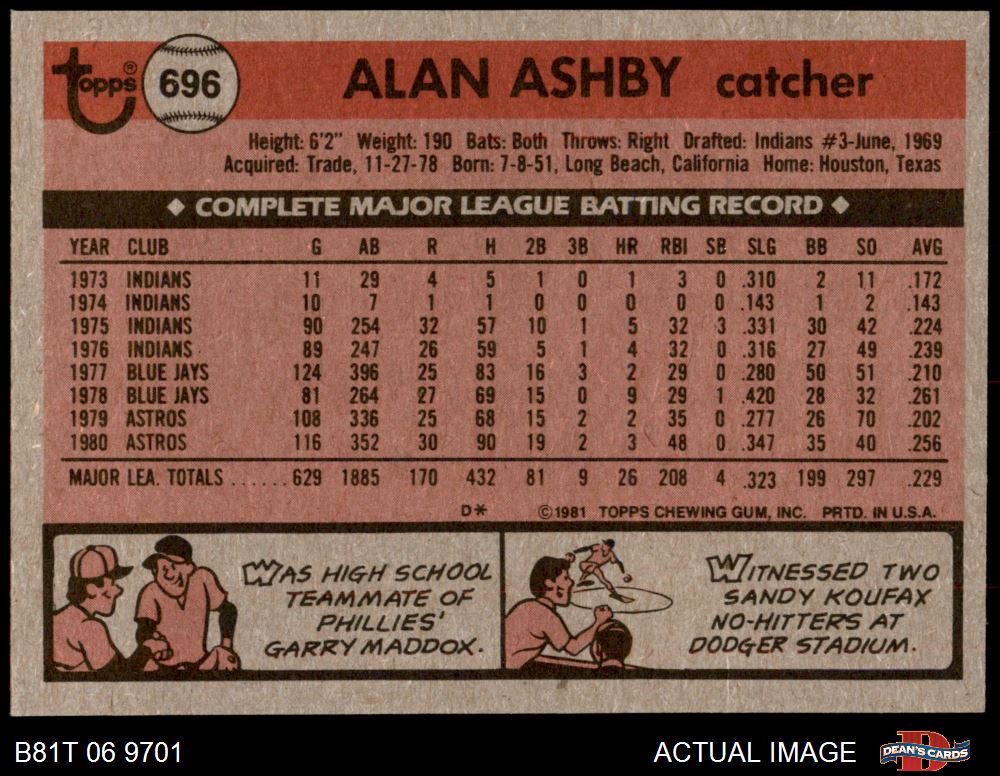 topps® 696 ALAN ASHBY catcher
Height: 6'2" Weight: 190 Bats: Both Throws: Right Drafted: Indians #3-June, 1969
Acquired: Trade, 11-27-78 Born: 7-8-51, Long Beach, California Home: Houston, Texas
◆ COMPLETE MAJOR LEAGUE BATTING RECORD ◆
YEAR CLUB G AB R H 2B 3B HR RBI SB SLG BB SO AVG
1973 INDIANS 11 29 4 5 1 0 1 3 0 .310 2 11 .172
1974 INDIANS 10 7 1 1 0 0 0 0 0 .143 1 2 .143
1975 INDIANS 90 254 32 57 10 1 5 32 3 .331 30 42 .224
1976 INDIANS 89 247 26 59 5 1 4 32 0 .316 27 49 .239
1977 BLUE JAYS 124 396 25 83 16 3 2 29 0 .280 50 51 .210
1978 BLUE JAYS 81 264 27 69 15 0 9 29 1 .420 28 32 .261
1979 ASTROS 108 336 25 68 15 2 2 35 0 .277 26 70 .202
1980 ASTROS 116 352 30 90 19 2 3 48 0 .347 35 40 .256
MAJOR LEA. TOTALS ......629 1885 170 432 81 9 26 208 4 .323 199 297 .229
D* ©1981 TOPPS CHEWING GUM, INC. PRTD. IN U.S.A.
WAS HIGH SCHOOL
TEAMMATE OF
PHILLIES'
GARRY MADDOX.
WITNESSED TWO
SANDY KOUFAX
NO-HITTERS AT
DODGER STADIUM.
B81T 06 9701 ACTUAL IMAGE DEAN'S CARDS